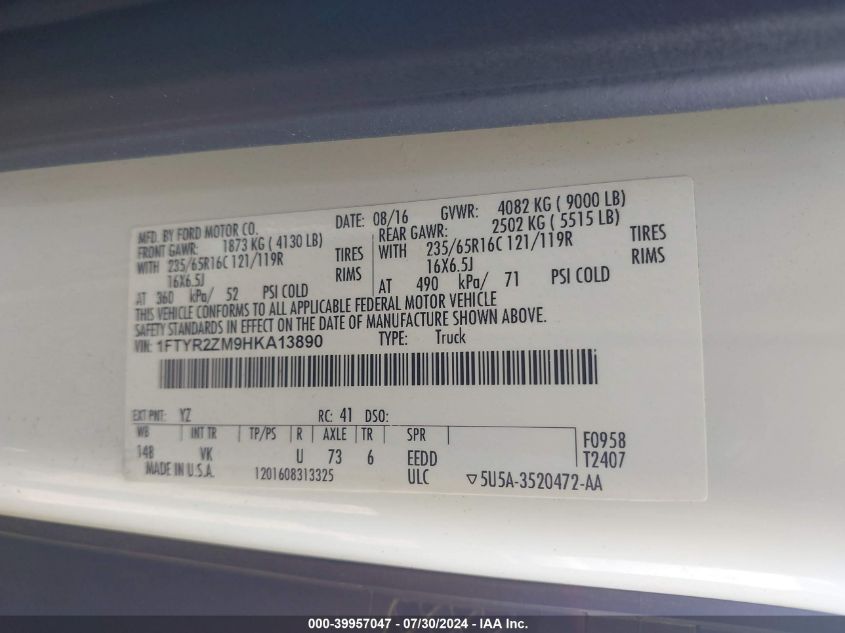 MFD. BY FORD MOTOR CO. DATE: 08/16 GVWR: 4082 KG ( 9000 LB)
FRONT GAWR: 1873 KG ( 4130 LB) REAR GAWR: 2502 KG ( 5515 LB)
WITH 235/65R16C 121/119R TIRES WITH 235/65R16C 121/119R TIRES
16X6.5J RIMS 16X6.5J RIMS
AT 360 kPa/ 52 PSI COLD AT 490 kPa/ 71 PSI COLD
THIS VEHICLE CONFORMS TO ALL APPLICABLE FEDERAL MOTOR VEHICLE
SAFETY STANDARDS IN EFFECT ON THE DATE OF MANUFACTURE SHOWN ABOVE.
VIN: 1FTYR2ZM9HKA13890 TYPE: Truck
EXT PNT: YZ RC: 41 DSO:
WB INT TR TP/PS R AXLE TR SPR F0958
148 VK U 73 6 EEDD T2407
MADE IN U.S.A. 1201608313325 ULC ▽5U5A-3520472-AA
000-39957047 - 07/30/2024 - IAA Inc.